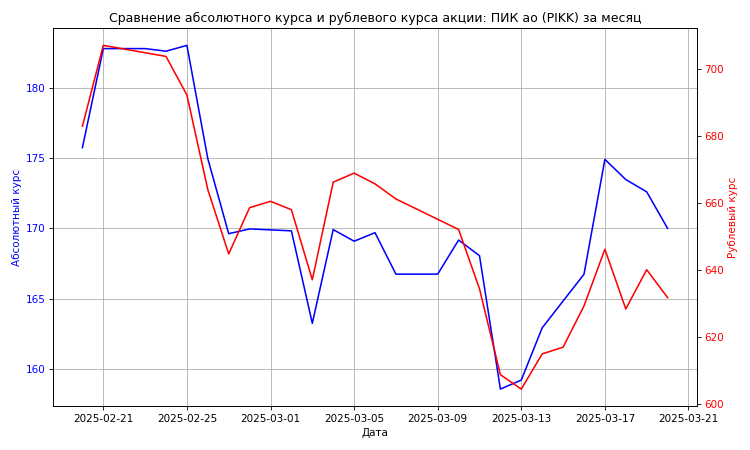 Сравнение абсолютного курса и рублевого курса акции: ПИК ао (PIKK) за месяц
Абсолютный курс
180
175
170
165
160
700
680
660
640
620
600
Рублевый курс
2025-02-21 2025-02-25 2025-03-01 2025-03-05 2025-03-09 2025-03-13 2025-03-17 2025-03-21
Дата